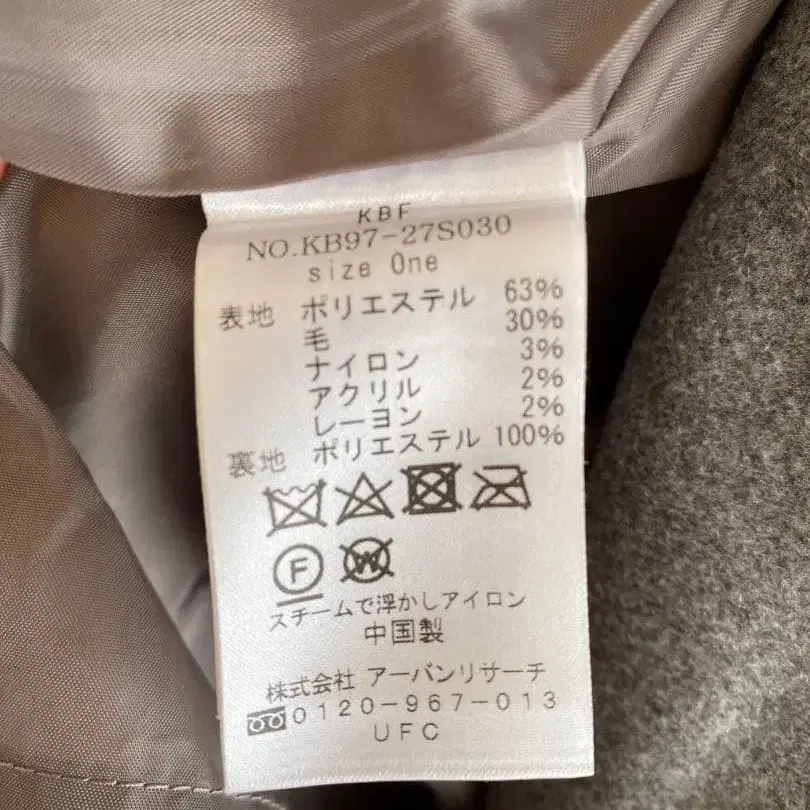 KBF
NO.KB97-27S030
size One
表地 ポリエステル 63%
毛 30%
ナイロン 3%
アクリル 2%
レーヨン 2%
裏地 ポリエステル 100%
F W
スチームで浮かしアイロン
中国製
株式会社 アーバンリサーチ
0120-967-013
UFC